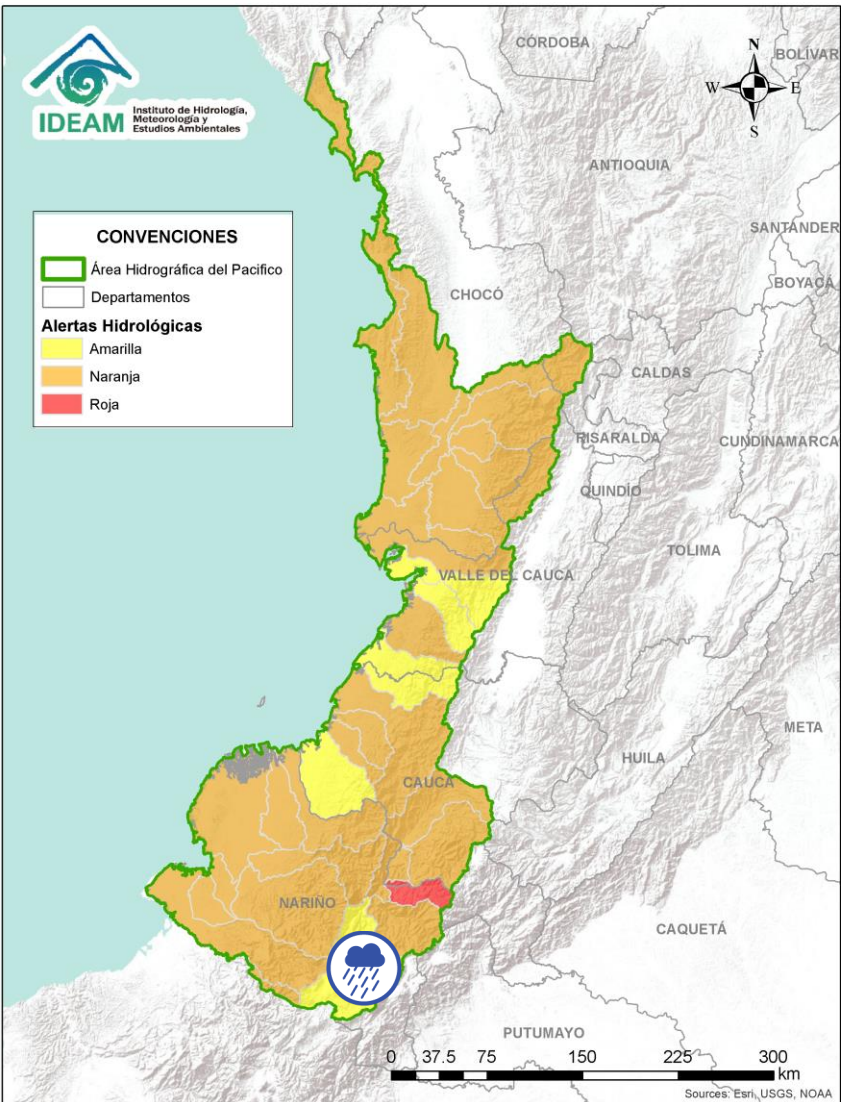 IDEAM
Instituto de Hidrología,
Meteorología y
Estudios Ambientales
N
W
E
S
CÓRDOBA
BOLIVAR
ANTIOQUIA
SANTANDER
BOYACÁ
CHOCÓ
CONVENCIONES
Área Hidrográfica del Pacifico
Departamentos
Alertas Hidrológicas
Amarilla
Naranja
Roja
CALDAS
RISARALDA
CUNDINAMARCA
QUINDÍO
TOLIMA
VALLE DEL CAUCA
META
HUILA
CAUCA
NARIÑO
CAQUETÁ
PUTUMAYO
0 37.5 75 150 225 300
km
Sources: Esri, USGS, NOAA